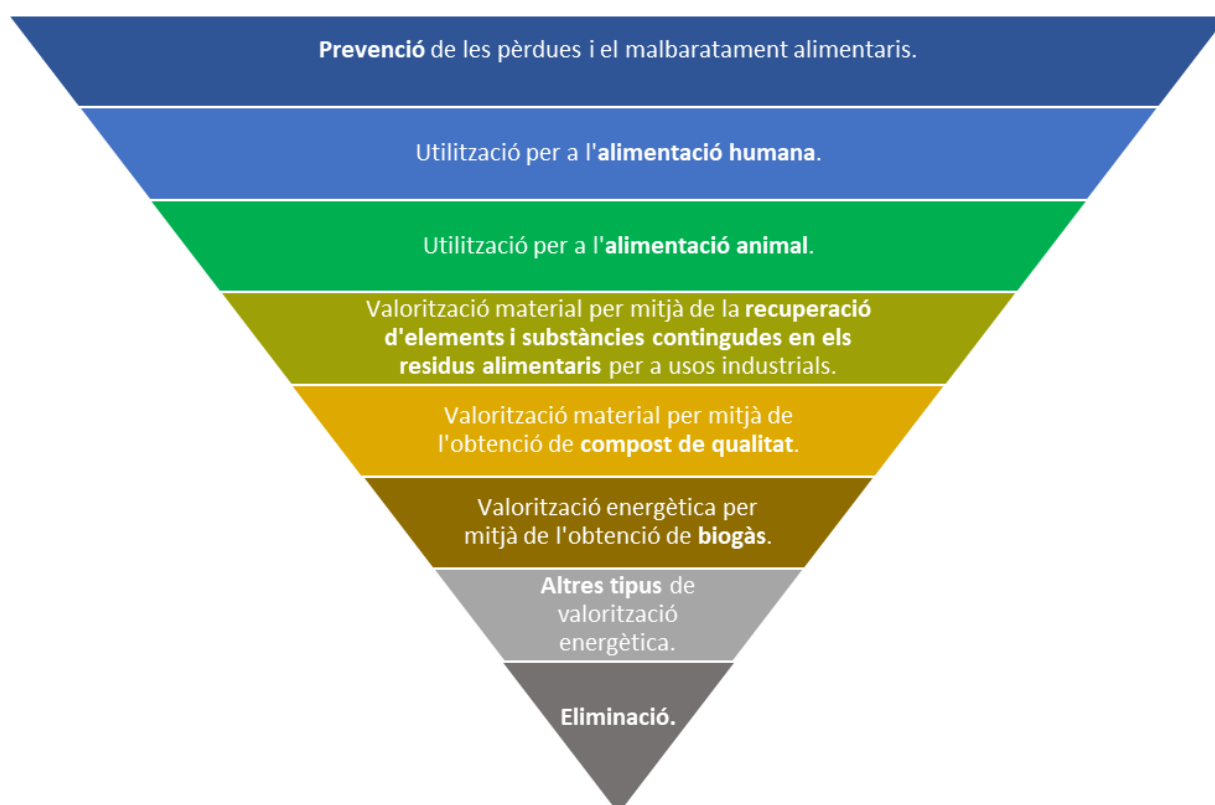 Prevenció de les pèrdues i el malbaratament alimentaris.
Utilització per a l'alimentació humana.
Utilització per a l'alimentació animal.
Valorització material per mitjà de la recuperació
d'elements i substàncies contingudes en els
residus alimentaris per a usos industrials.
Valorització material per mitjà de
l'obtenció de compost de qualitat.
Valorització energètica per
mitjà de l'obtenció de biogàs.
Altres tipus de
valorització
energètica.
Eliminació.